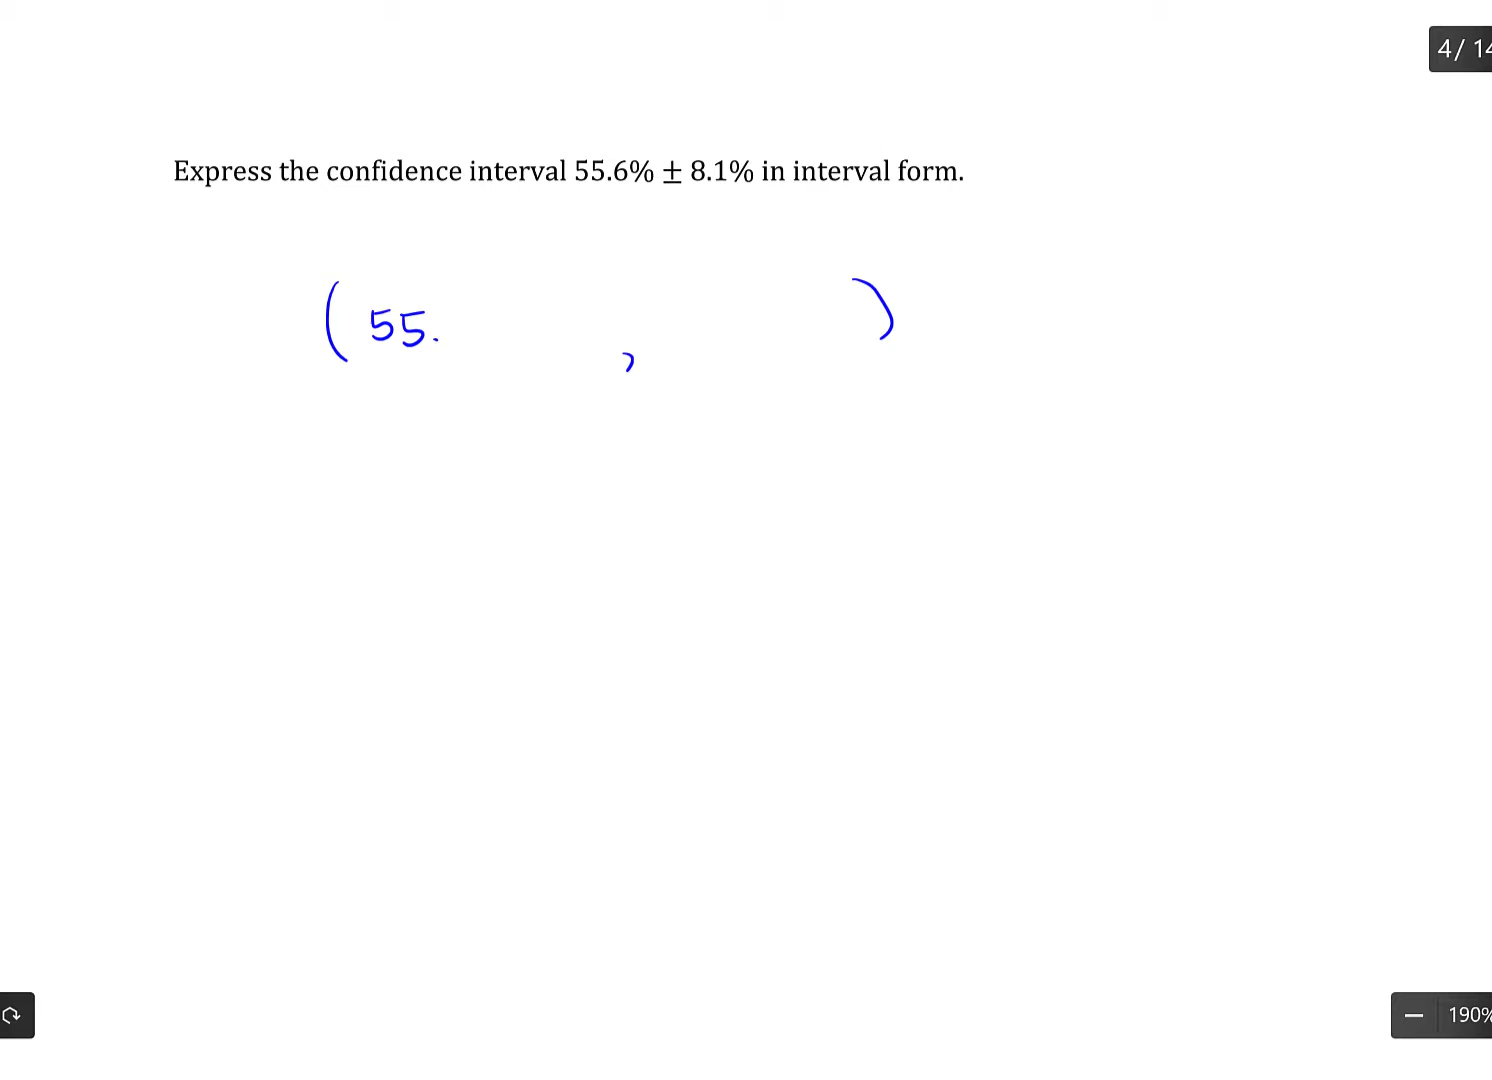 4 / 14
Express the confidence interval 55.6% ± 8.1% in interval form.
( 55. , )
190%